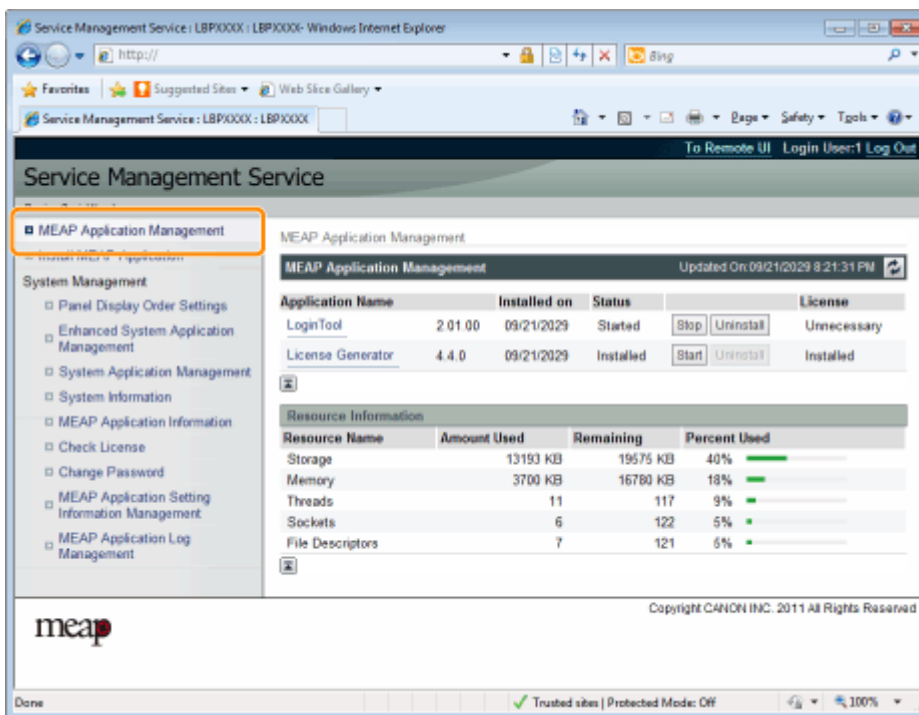 Service Management Service : LBPXXXX : LBPXXXX- Windows Internet Explorer
http://
Bing
Favorites Suggested Sites Web Slice Gallery
Service Management Service : LBPXXXX : LBPXXXX
Page Safety Tools
To Remote UI Login User:1 Log Out
Service Management Service
MEAP Application Management
Install MEAP Application
System Management
Panel Display Order Settings
Enhanced System Application
Management
System Application Management
System Information
MEAP Application Information
Check License
Change Password
MEAP Application Setting
Information Management
MEAP Application Log
Management
MEAP Application Management
MEAP Application Management Updated On:09/21/2029 8:21:31 PM
Application Name Installed on Status License
LoginTool 2.01.00 09/21/2029 Started Stop Uninstall Unnecessary
License Generator 4.4.0 09/21/2029 Installed Start Uninstall Installed
Resource Information
Resource Name Amount Used Remaining Percent Used
Storage 13193 KB 19575 KB 40%
Memory 3700 KB 16780 KB 18%
Threads 11 117 9%
Sockets 6 122 5%
File Descriptors 7 121 6%
Copyright CANON INC. 2011 All Rights Reserved
meap
Done Trusted sites | Protected Mode: Off 100%